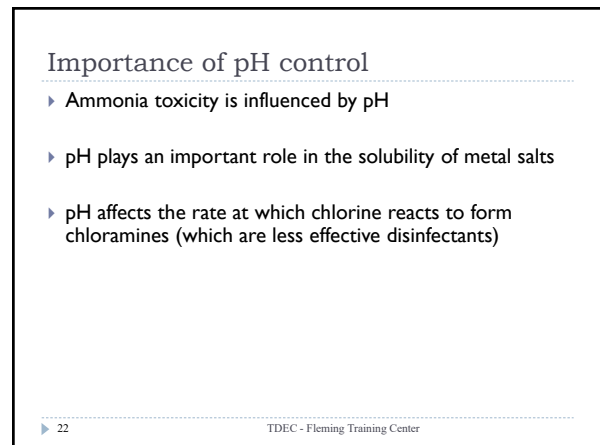 Importance of pH control
Ammonia toxicity is influenced by pH
pH plays an important role in the solubility of metal salts
pH affects the rate at which chlorine reacts to form
chloramines (which are less effective disinfectants)
22 TDEC - Fleming Training Center